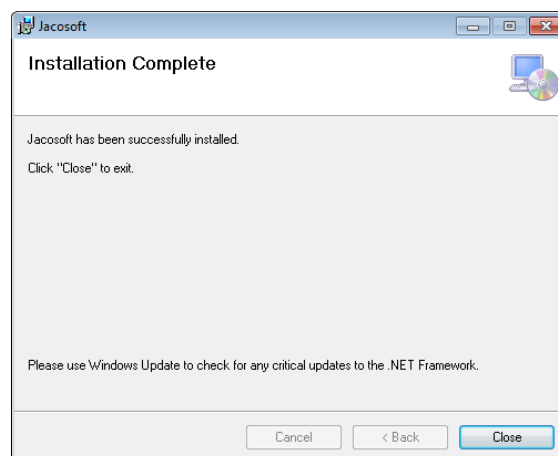 Jacosoft
Installation Complete
Jacosoft has been successfully installed.
Click "Close" to exit.
Please use Windows Update to check for any critical updates to the .NET Framework.
Cancel
< Back
Close